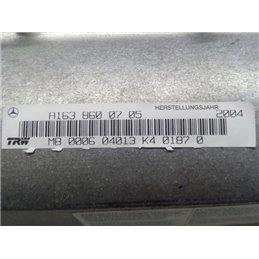 HERSTELLUNGSJAHR
A163 860 07 05 2004
TRW MB 0006 04013 K4 0187 0